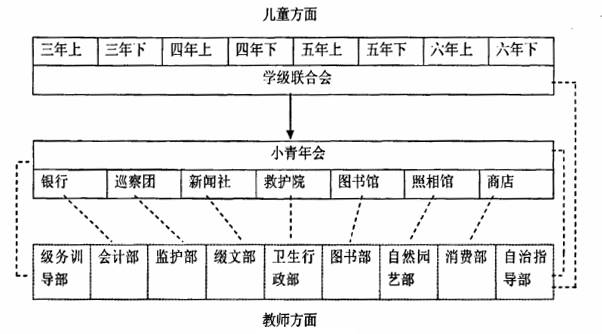 儿童方面
三年上 三年下 四年上 四年下 五年上 五年下 六年上 六年下
学级联合会
小青年会
银行 巡察团 新闻社 救护院 图书馆 照相馆 商店
级务训导部 会计部 监护部 缀文部 卫生行政部 图书部 自然园艺部 消费部 自治指导部
教师方面